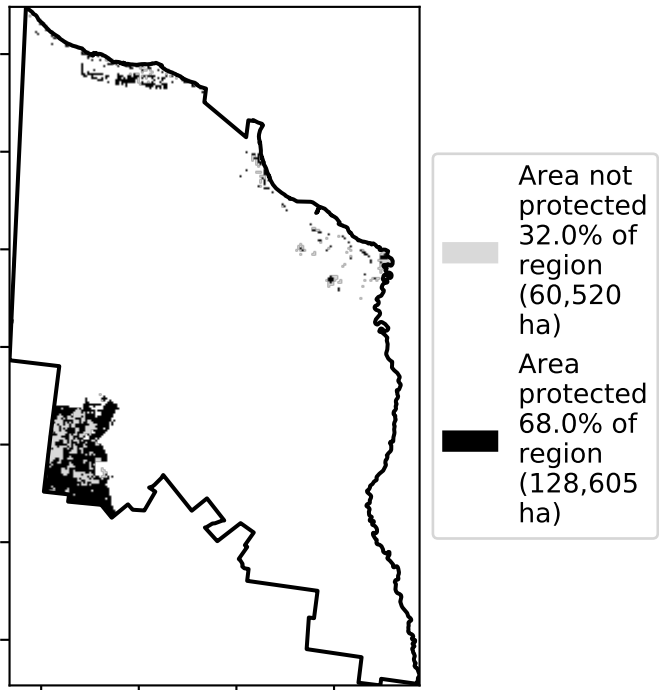 Area not
protected
32.0% of
region
(60,520
ha)
Area
protected
68.0% of
region
(128,605
ha)